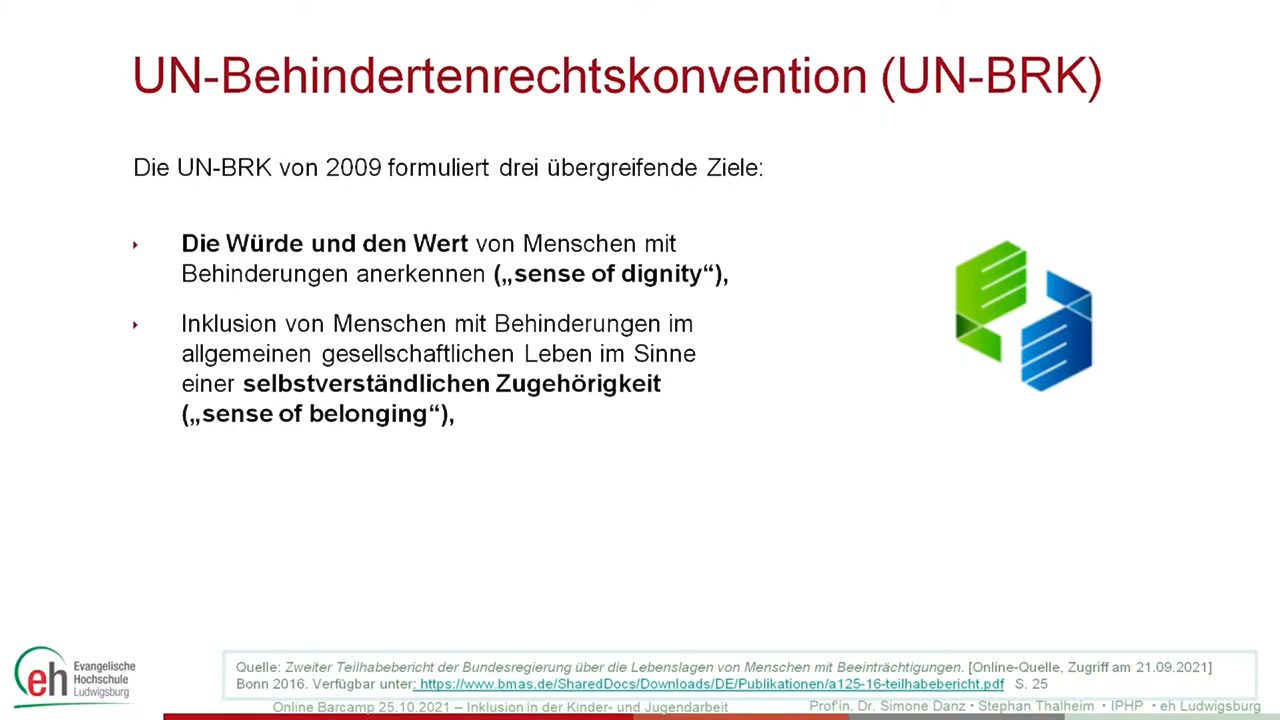 UN-Behindertenrechtskonvention (UN-BRK)
Die UN-BRK von 2009 formuliert drei übergreifende Ziele:
Die Würde und den Wert von Menschen mit
Behinderungen anerkennen („sense of dignity“),
Inklusion von Menschen mit Behinderungen im
allgemeinen gesellschaftlichen Leben im Sinne
einer selbstverständlichen Zugehörigkeit
(„sense of belonging“),
eh Evangelische
Hochschule
Ludwigsburg
Quelle: Zweiter Teilhabebericht der Bundesregierung über die Lebenslagen von Menschen mit Beeinträchtigungen. [Online-Quelle, Zugriff am 21.09.2021]
Bonn 2016. Verfügbar unter: https://www.bmas.de/SharedDocs/Downloads/DE/Publikationen/a125-16-teilhabebericht.pdf S. 25
Online Barcamp 25.10.2021 – Inklusion in der Kinder- und Jugendarbeit
Prof'in. Dr. Simone Danz • Stephan Thalheim • IPHP • eh Ludwigsburg